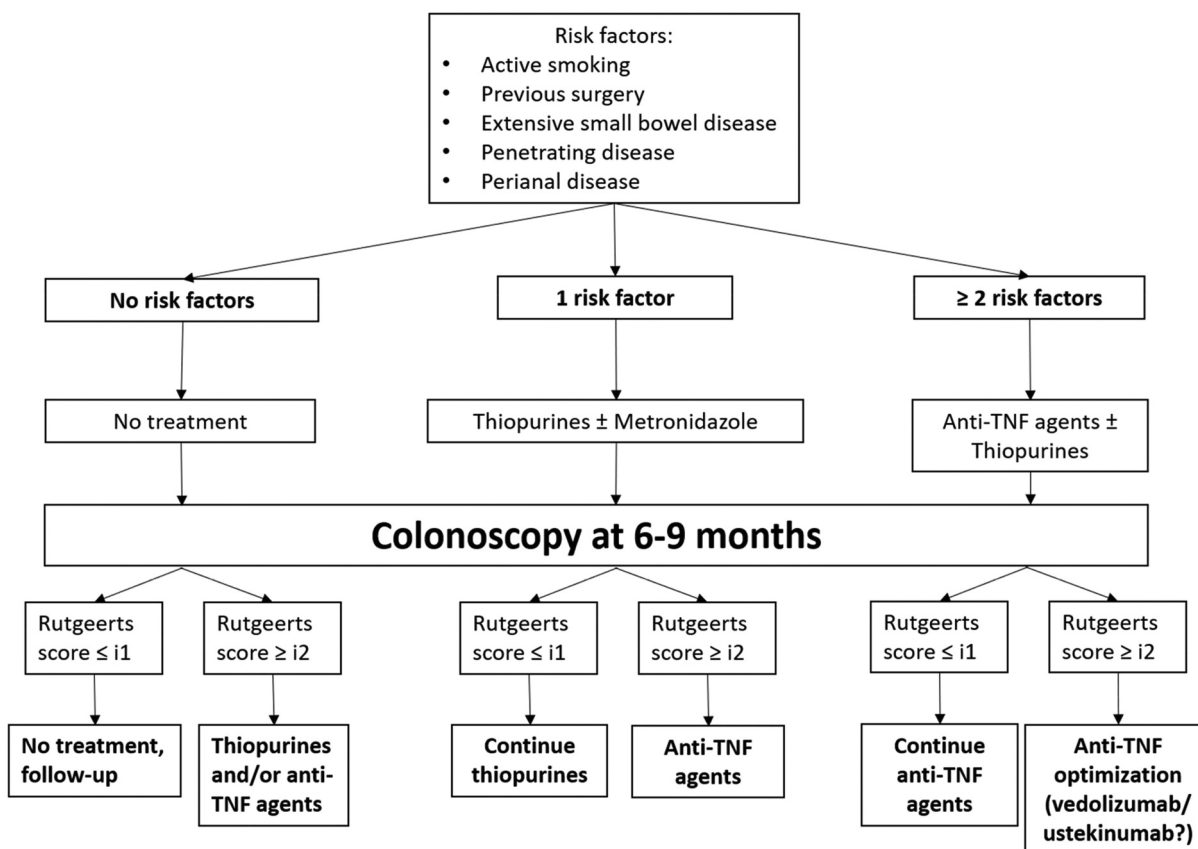 Risk factors:
• Active smoking
• Previous surgery
• Extensive small bowel disease
• Penetrating disease
• Perianal disease
No risk factors
1 risk factor
≥ 2 risk factors
No treatment
Thiopurines ± Metronidazole
Anti-TNF agents ±
Thiopurines
Colonoscopy at 6-9 months
Rutgeerts
score ≤ i1
Rutgeerts
score ≥ i2
Rutgeerts
score ≤ i1
Rutgeerts
score ≥ i2
Rutgeerts
score ≤ i1
Rutgeerts
score ≥ i2
No treatment,
follow-up
Thiopurines
and/or anti-
TNF agents
Continue
thiopurines
Anti-TNF
agents
Continue
anti-TNF
agents
Anti-TNF
optimization
(vedolizumab/
ustekinumab?)